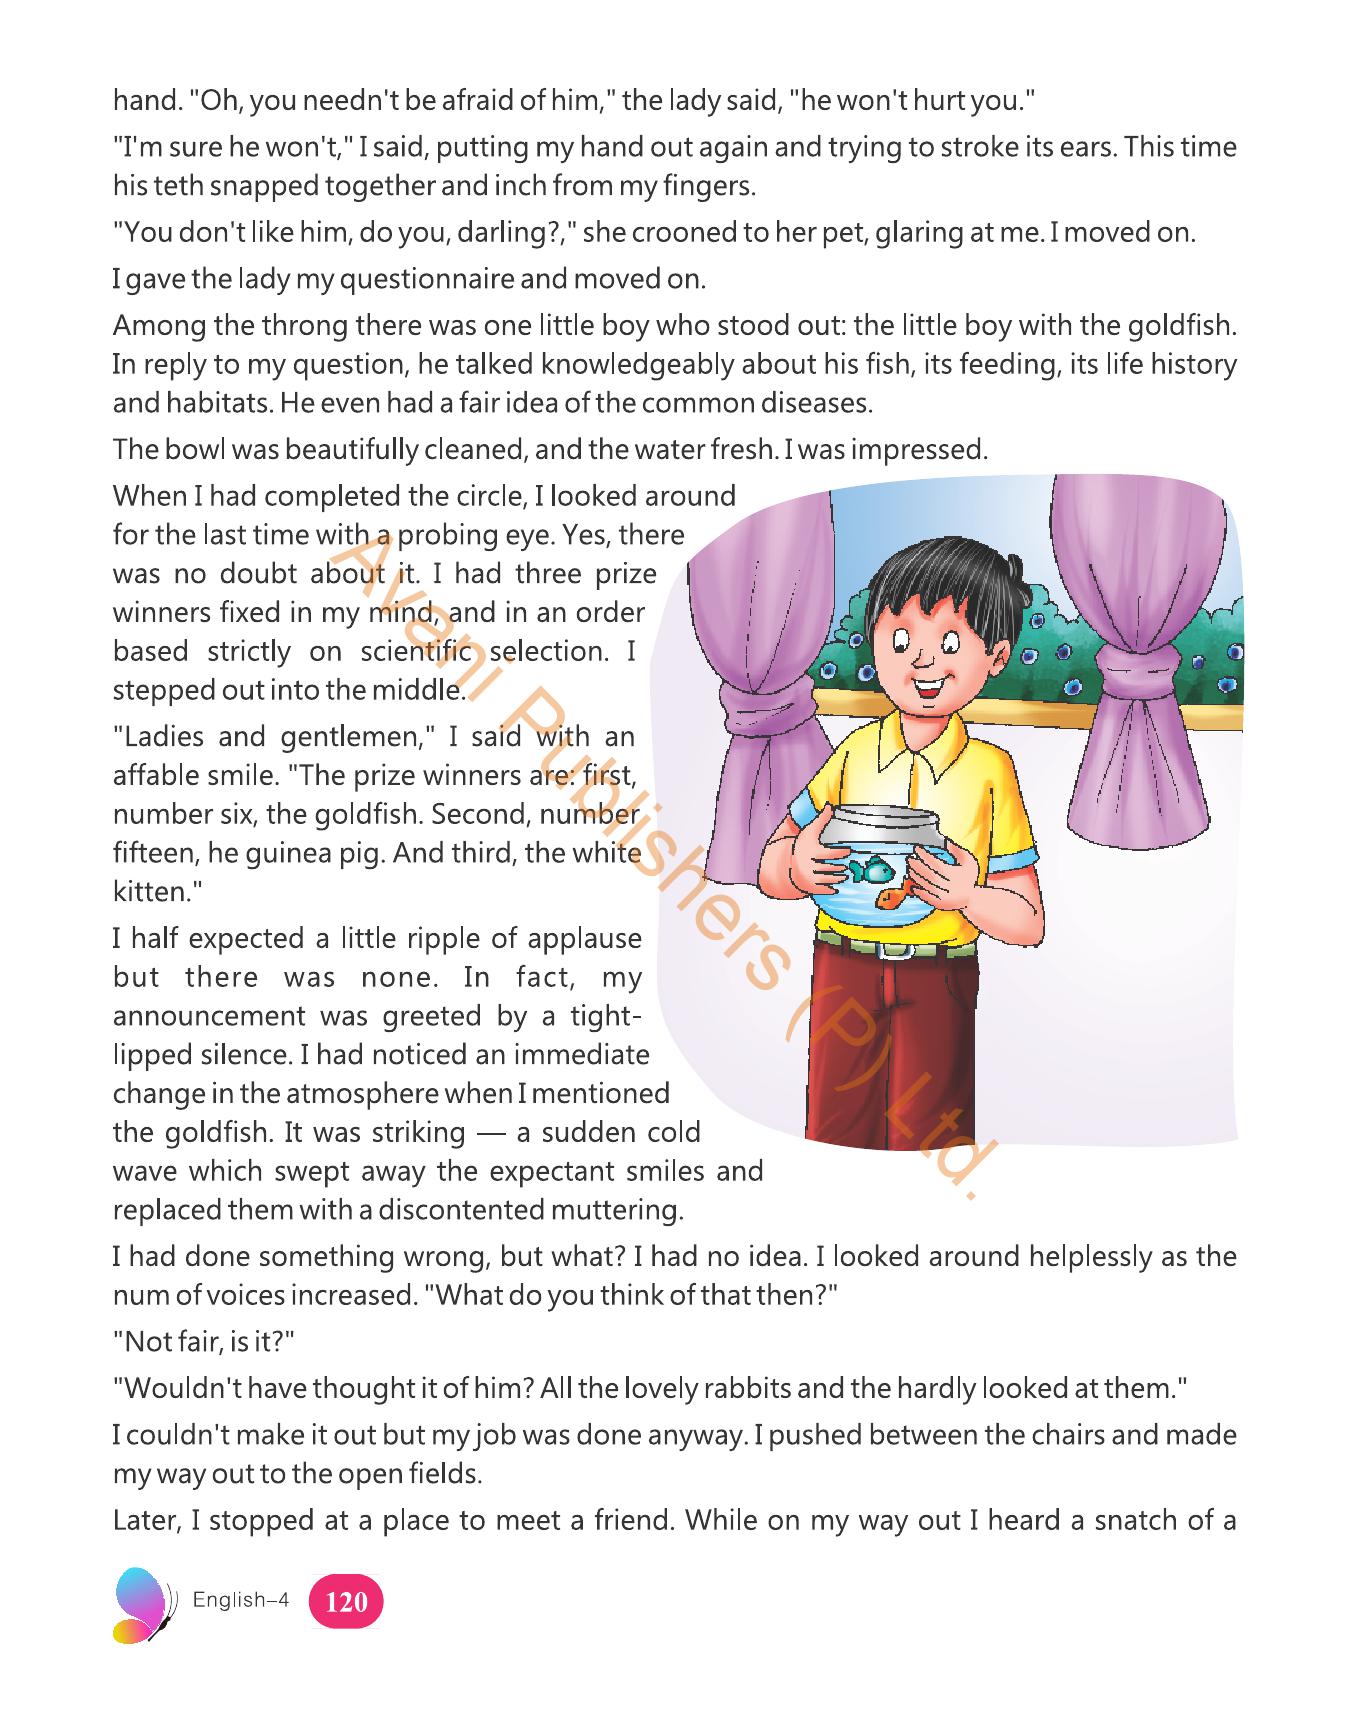 hand. "Oh, you needn't be afraid of him," the lady said, "he won't hurt you."
"I'm sure he won't," I said, putting my hand out again and trying to stroke its ears. This time
his teth snapped together and inch from my fingers.
"You don't like him, do you, darling?," she crooned to her pet, glaring at me. I moved on.
I gave the lady my questionnaire and moved on.
Among the throng there was one little boy who stood out: the little boy with the goldfish.
In reply to my question, he talked knowledgeably about his fish, its feeding, its life history
and habitats. He even had a fair idea of the common diseases.
The bowl was beautifully cleaned, and the water fresh. I was impressed.
When I had completed the circle, I looked around
for the last time with a probing eye. Yes, there
was no doubt about it. I had three prize
winners fixed in my mind, and in an order
based strictly on scientific selection. I
stepped out into the middle.
"Ladies and gentlemen," I said with an
affable smile. "The prize winners are: first,
number six, the goldfish. Second, number
fifteen, he guinea pig. And third, the white
kitten."
I half expected a little ripple of applause
but there was none. In fact, my
announcement was greeted by a tight-
lipped silence. I had noticed an immediate
change in the atmosphere when I mentioned
the goldfish. It was striking — a sudden cold
wave which swept away the expectant smiles and
replaced them with a discontented muttering.
I had done something wrong, but what? I had no idea. I looked around helplessly as the
num of voices increased. "What do you think of that then?"
"Not fair, is it?"
"Wouldn't have thought it of him? All the lovely rabbits and the hardly looked at them."
I couldn't make it out but my job was done anyway. I pushed between the chairs and made
my way out to the open fields.
Later, I stopped at a place to meet a friend. While on my way out I heard a snatch of a
Avani Publishers (P) Ltd.
English–4 120